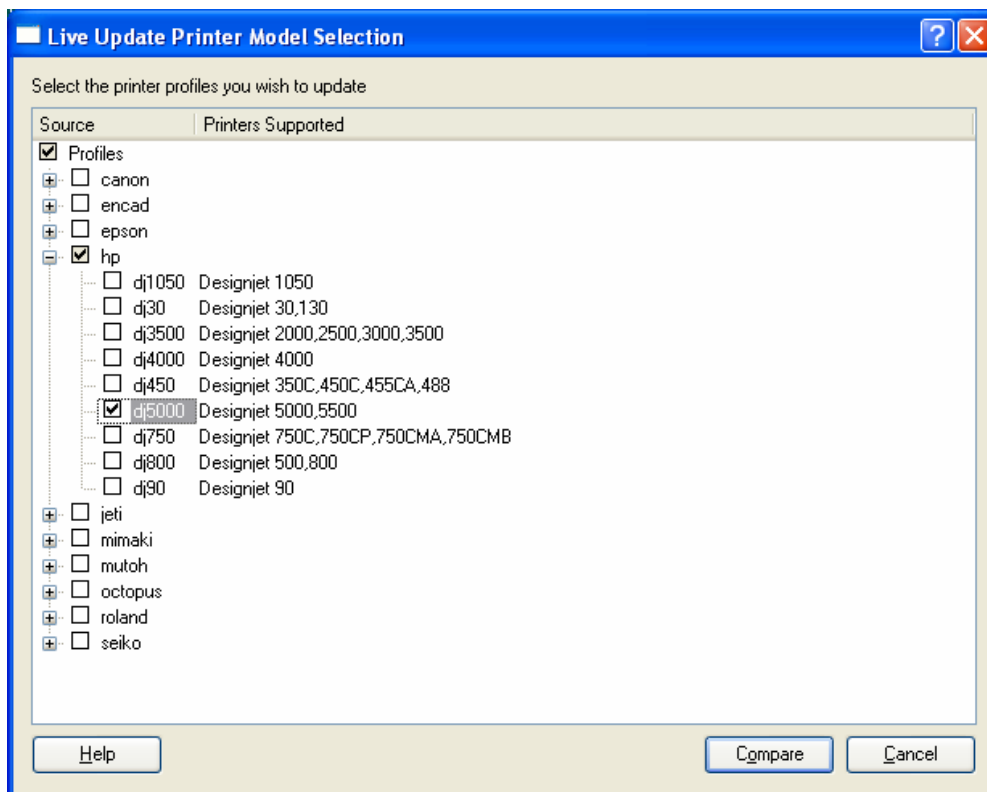 Live Update Printer Model Selection
Select the printer profiles you wish to update
Source Printers Supported
Profiles
canon
encad
epson
hp
dj1050 Designjet 1050
dj30 Designjet 30,130
dj3500 Designjet 2000,2500,3000,3500
dj4000 Designjet 4000
dj450 Designjet 350C,450C,455CA,488
dj5000 Designjet 5000,5500
dj750 Designjet 750C,750CP,750CMA,750CMB
dj800 Designjet 500,800
dj90 Designjet 90
jeti
mimaki
mutoh
octopus
roland
seiko
Help Compare Cancel